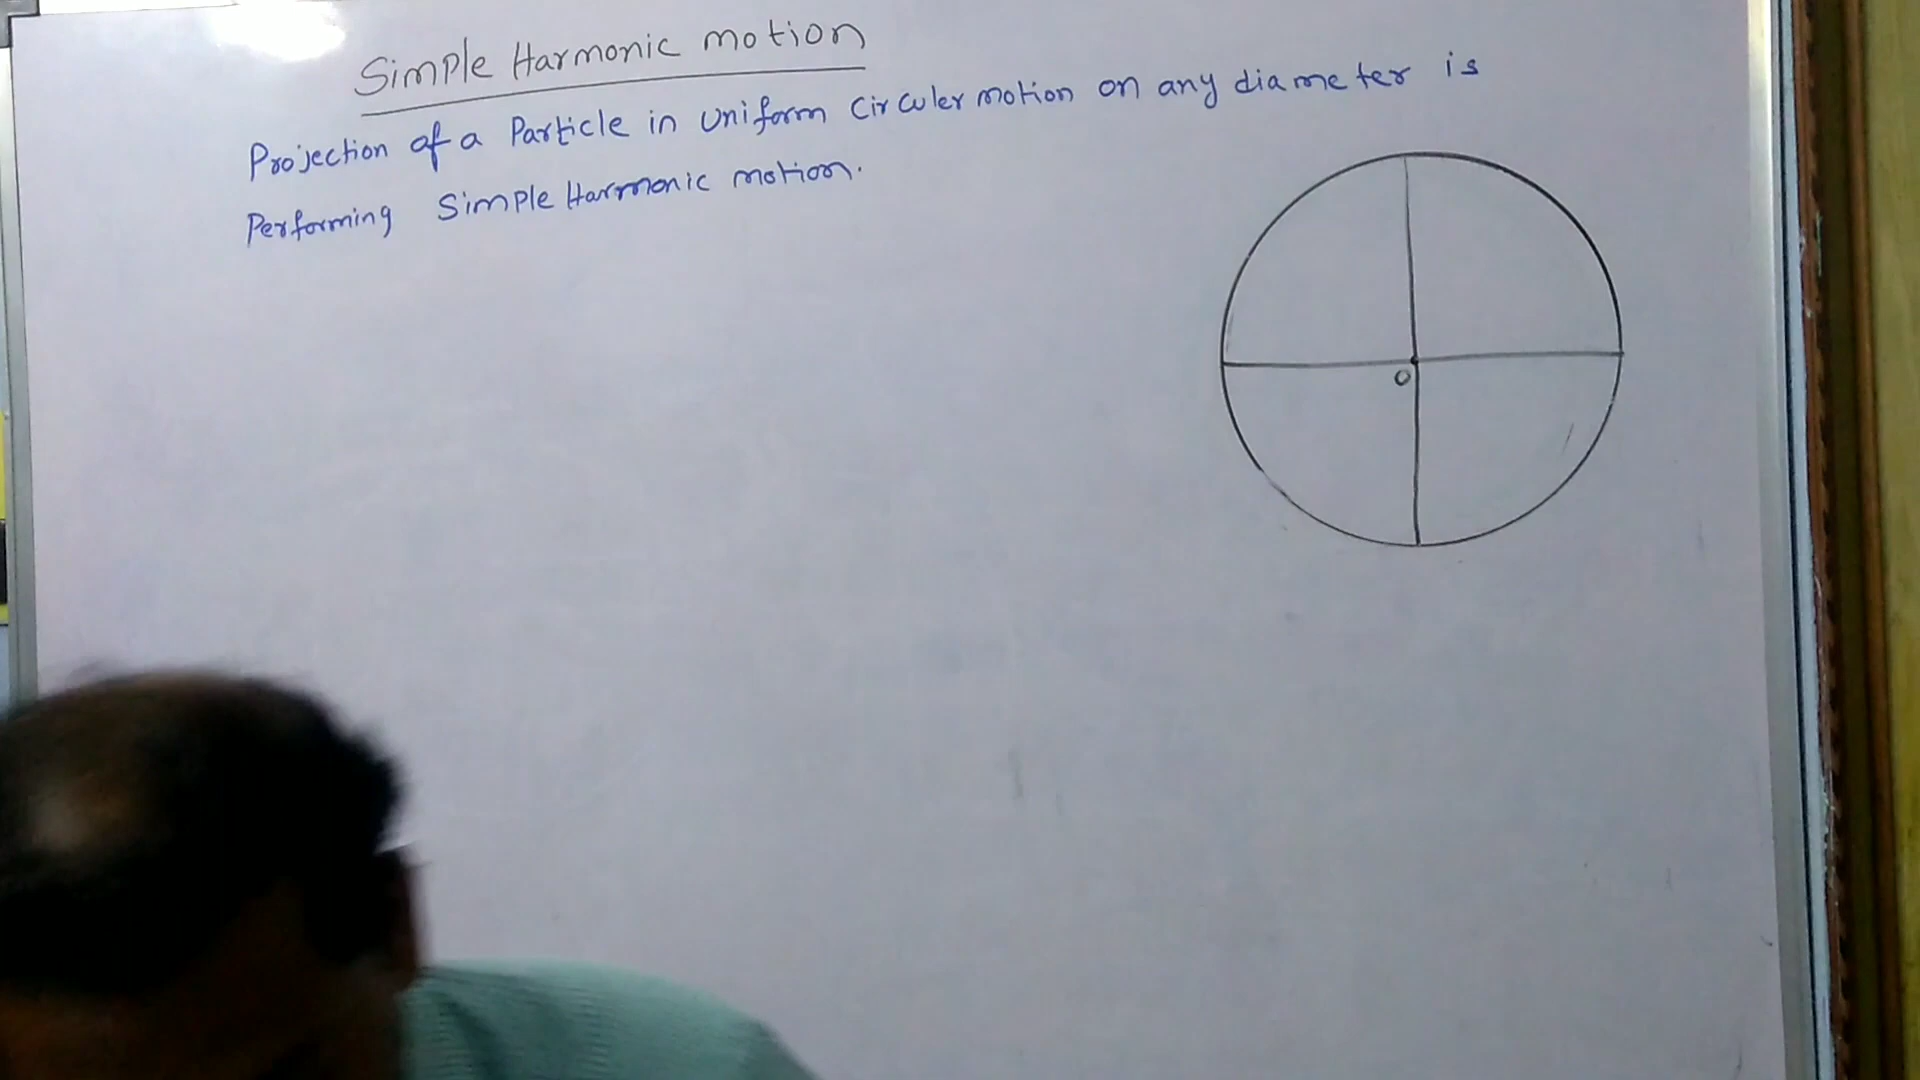 Simple Harmonic motion
Projection of a Particle in Uniform Circuler motion on any diameter is
Performing Simple Harmonic motion.
O